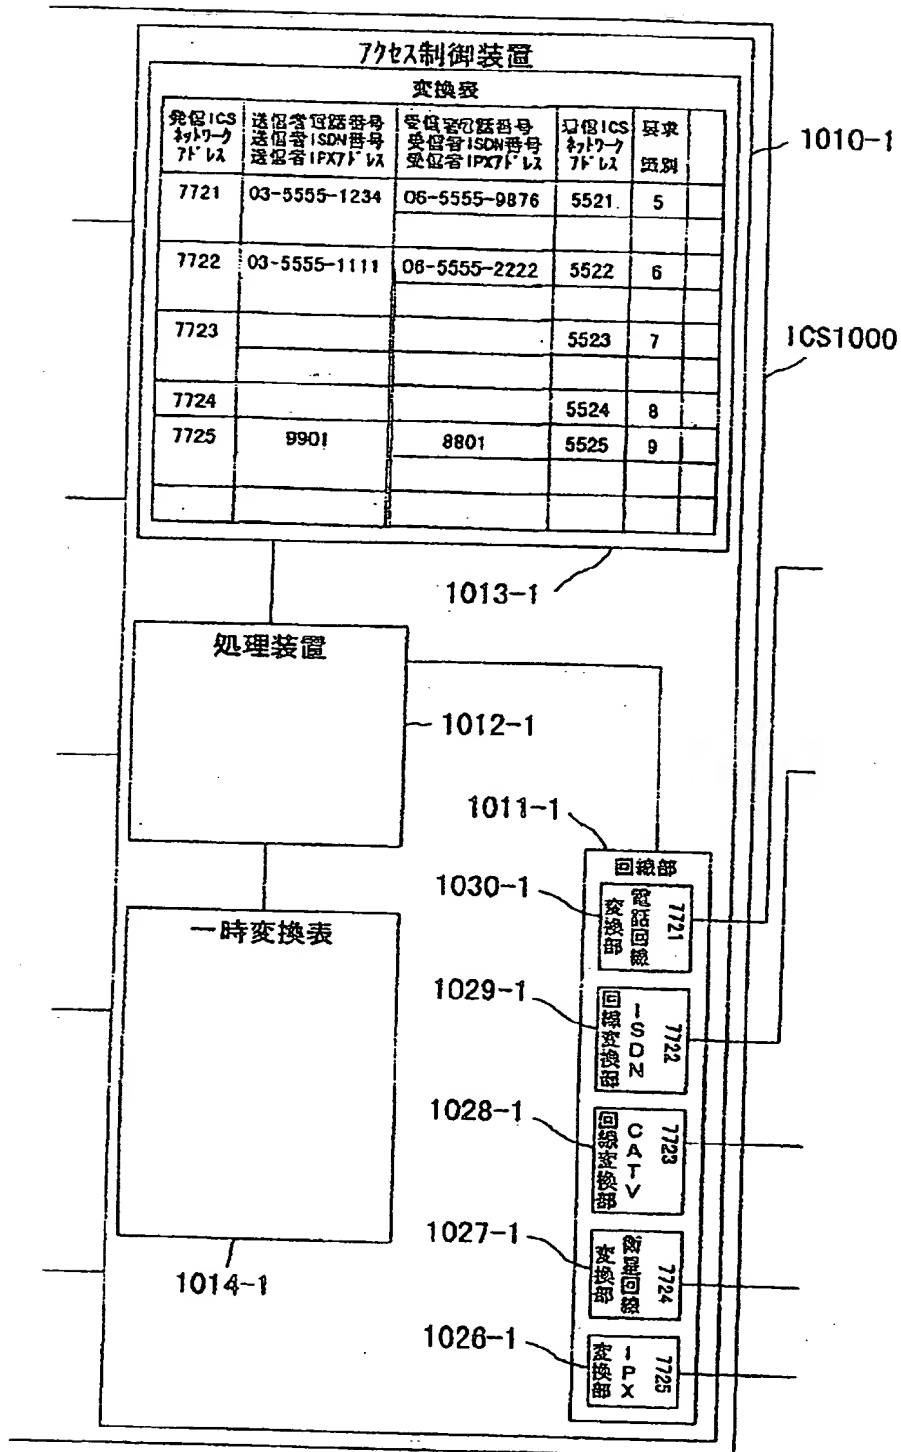 アクセス制御装置
変換表
発信ICS
ネットワーク
アドレス
送信者電話番号
送信者ISDN番号
送信者IPXアドレス
受信者電話番号
受信者ISDN番号
受信者IPXアドレス
着信ICS
ネットワーク
アドレス
要求
識別
7721 03-5555-1234 06-5555-9876 5521 5
7722 03-5555-1111 06-5555-2222 5522 6
7723 5523 7
7724 5524 8
7725 9901 8801 5525 9
1010-1
ICS1000
1013-1
処理装置
1012-1
1011-1
回線部
1030-1
電話回線
変換部
7721
一時変換表
1029-1
ISDN
回線変換部
7722
1028-1
CATV
回線変換部
7723
1027-1
衛星回線
変換部
7724
1014-1
1026-1
IPX
変換部
7725